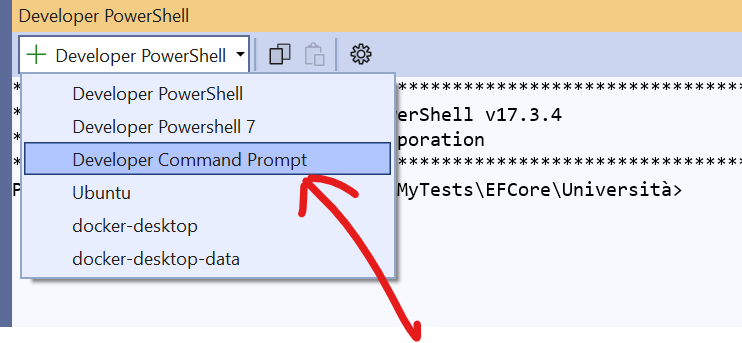 Developer PowerShell
Developer PowerShell
Developer PowerShell
Developer Powershell 7
Developer Command Prompt
Ubuntu
docker-desktop
docker-desktop-data
*********************************
erShell v17.3.4
poration
*********************************
P
MyTests\EFCore\Università>